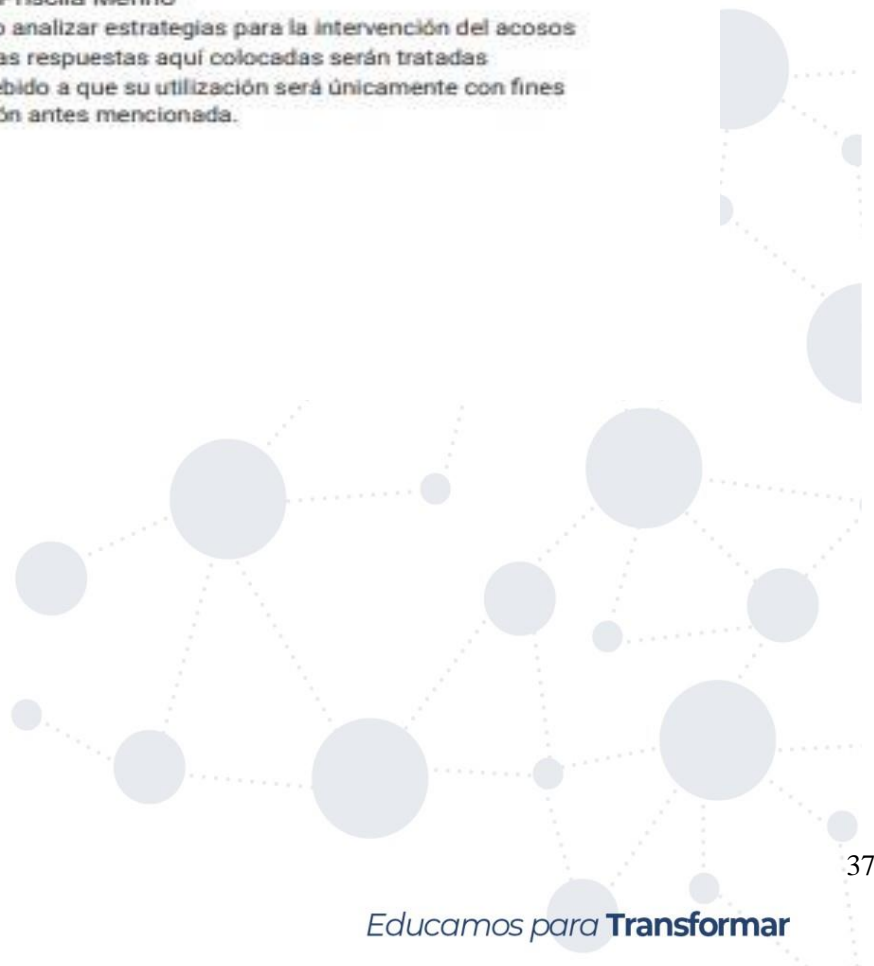 analizar estrategias para la intervención del acosos
as respuestas aquí colocadas serán tratadas
ebido a que su utilización será únicamente con fines
ón antes mencionada.
37
Educamos para Transformar